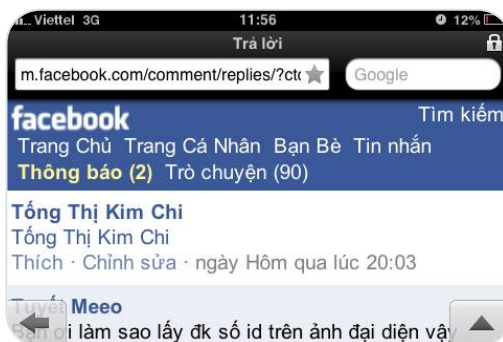 Viettel 3G 11:56 12%
Trả lời
m.facebook.com/comment/replies/?ctc Google
facebook Tìm kiếm
Trang Chủ Trang Cá Nhân Bạn Bè Tin nhắn
Thông báo (2) Trò chuyện (90)
Tống Thị Kim Chi
Tống Thị Kim Chi
Thích · Chỉnh sửa · ngày Hôm qua lúc 20:03
Tuyết Meeo
Bạn ơi làm sao lấy đk số id trên ảnh đại diện vậy